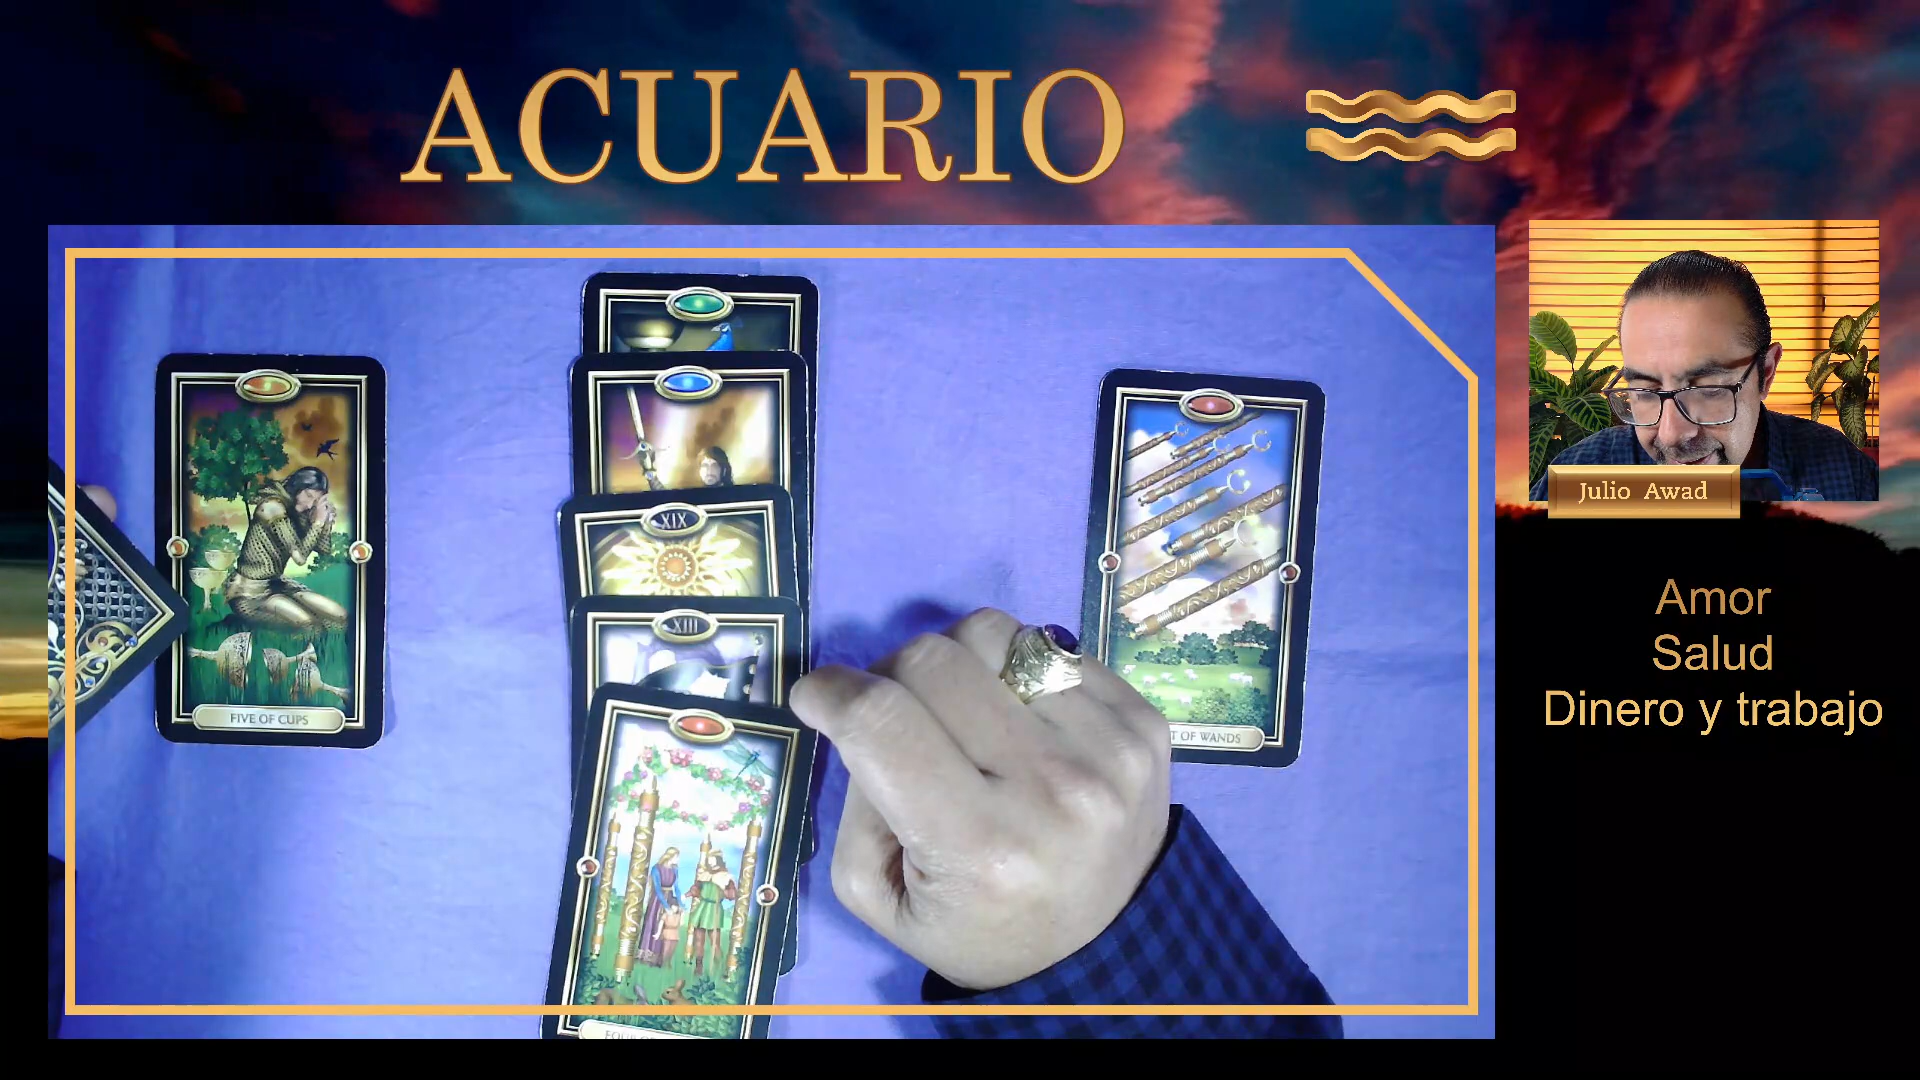 ACUARIO
XIX
XIII
FIVE OF CUPS
T OF WANDS
Julio Awad
Amor
Salud
Dinero y trabajo